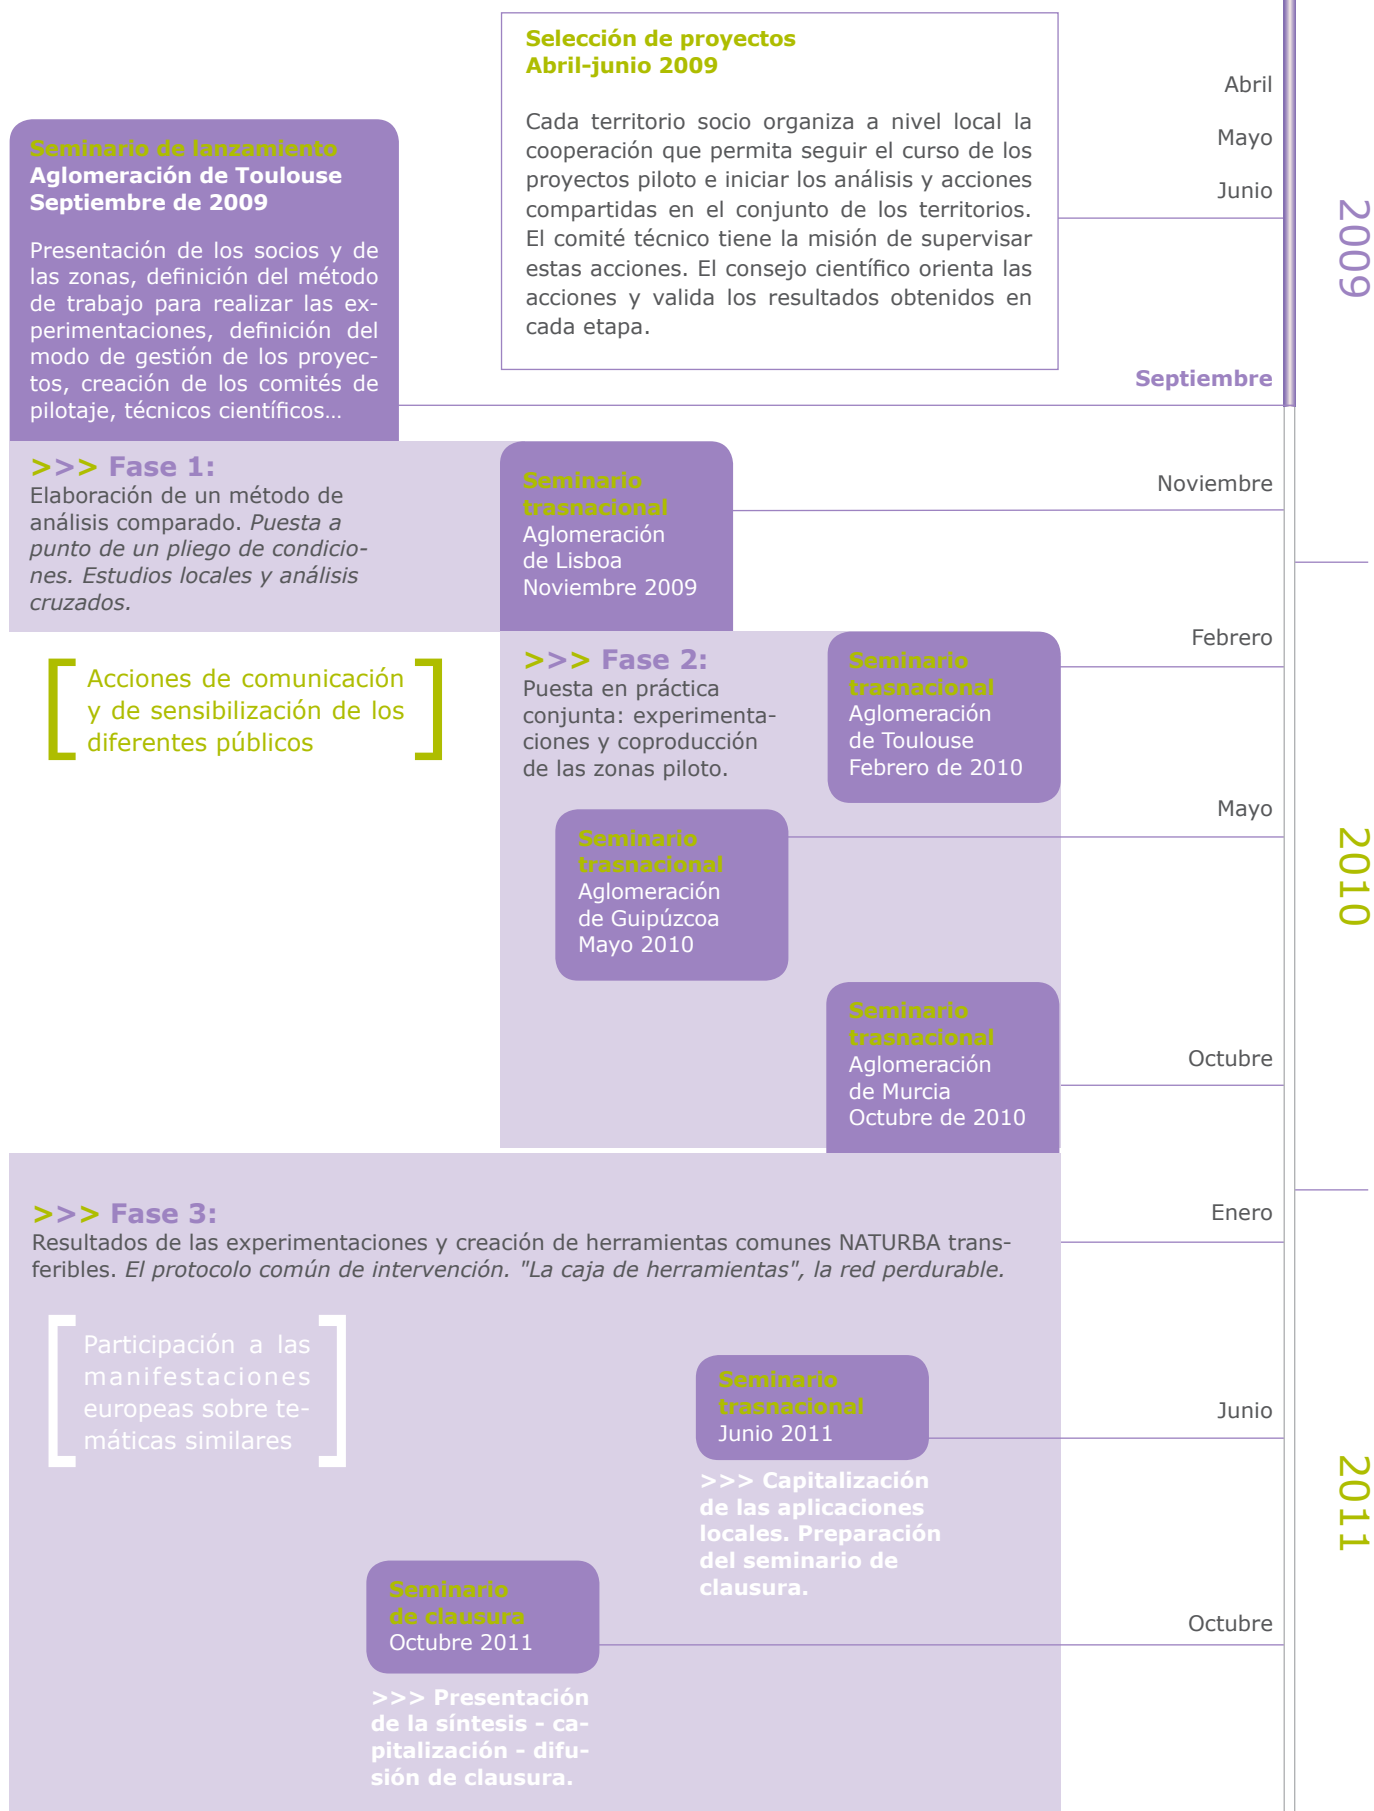 Selección de proyectos
Abril-junio 2009
Cada territorio socio organiza a nivel local la
cooperación que permita seguir el curso de los
proyectos piloto e iniciar los análisis y acciones
compartidas en el conjunto de los territorios.
El comité técnico tiene la misión de supervisar
estas acciones. El consejo científico orienta las
acciones y valida los resultados obtenidos en
cada etapa.
Abril
Mayo
Junio
2009
Seminario de lanzamiento
Aglomeración de Toulouse
Septiembre de 2009
Presentación de los socios y de
las zonas, definición del método
de trabajo para realizar las ex-
perimentaciones, definición del
modo de gestión de los proyec-
tos, creación de los comités de
pilotaje, técnicos científicos…
Septiembre
>>> Fase 1:
Elaboración de un método de
análisis comparado. Puesta a
punto de un pliego de condicio-
nes. Estudios locales y análisis
cruzados.
Seminario
trasnacional
Aglomeración
de Lisboa
Noviembre 2009
Noviembre
Acciones de comunicación
y de sensibilización de los
diferentes públicos
>>> Fase 2:
Puesta en práctica
conjunta: experimenta-
ciones y coproducción
de las zonas piloto.
Seminario
trasnacional
Aglomeración
de Toulouse
Febrero de 2010
Febrero
Seminario
trasnacional
Aglomeración
de Guipúzcoa
Mayo 2010
Mayo
2010
Seminario
trasnacional
Aglomeración
de Murcia
Octubre de 2010
Octubre
>>> Fase 3:
Resultados de las experimentaciones y creación de herramientas comunes NATURBA trans-
feribles. El protocolo común de intervención. "La caja de herramientas", la red perdurable.
Enero
Participación a las
manifestaciones
europeas sobre te-
máticas similares
Seminario
trasnacional
Junio 2011
Junio
>>> Capitalización
de las aplicaciones
locales. Preparación
del seminario de
clausura.
2011
Seminario
de clausura
Octubre 2011
Octubre
>>> Presentación
de la síntesis - ca-
pitalización - difu-
sión de clausura.